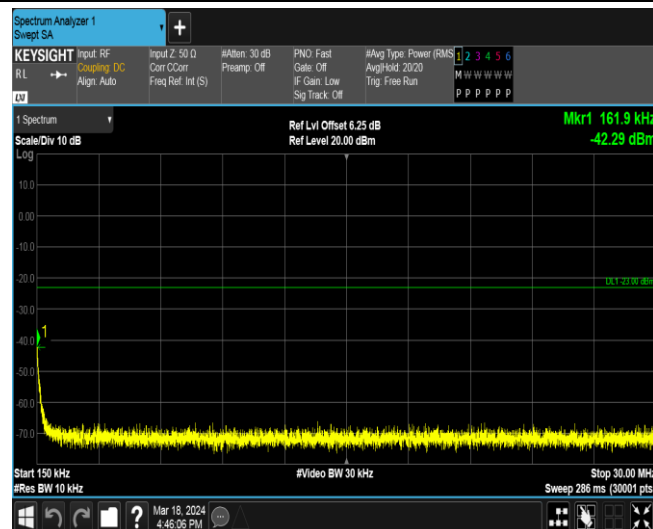 Spectrum Analyzer 1
Swept SA
KEYSIGHT
RL
LXI
Input: RF
Coupling: DC
Align: Auto
Input Z: 50 Ω
Corr CCorr
Freq Ref: Int (S)
#Atten: 30 dB
Preamp: Off
PNO: Fast
Gate: Off
IF Gain: Low
Sig Track: Off
#Avg Type: Power (RMS
Avg|Hold: 20/20
Trig: Free Run
1 2 3 4 5 6
M W W W W W
P P P P P P
1 Spectrum
Scale/Div 10 dB
Log
Ref Lvl Offset 6.25 dB
Ref Level 20.00 dBm
Mkr1 161.9 kHz
-42.29 dBm
10.0
0.00
-10.0
-20.0
DL1 -23.00 dBm
-30.0
1
-40.0
-50.0
-60.0
-70.0
Start 150 kHz
#Video BW 30 kHz
Stop 30.00 MHz
#Res BW 10 kHz
Sweep 286 ms (30001 pts
?
Mar 18, 2024
4:46:06 PM